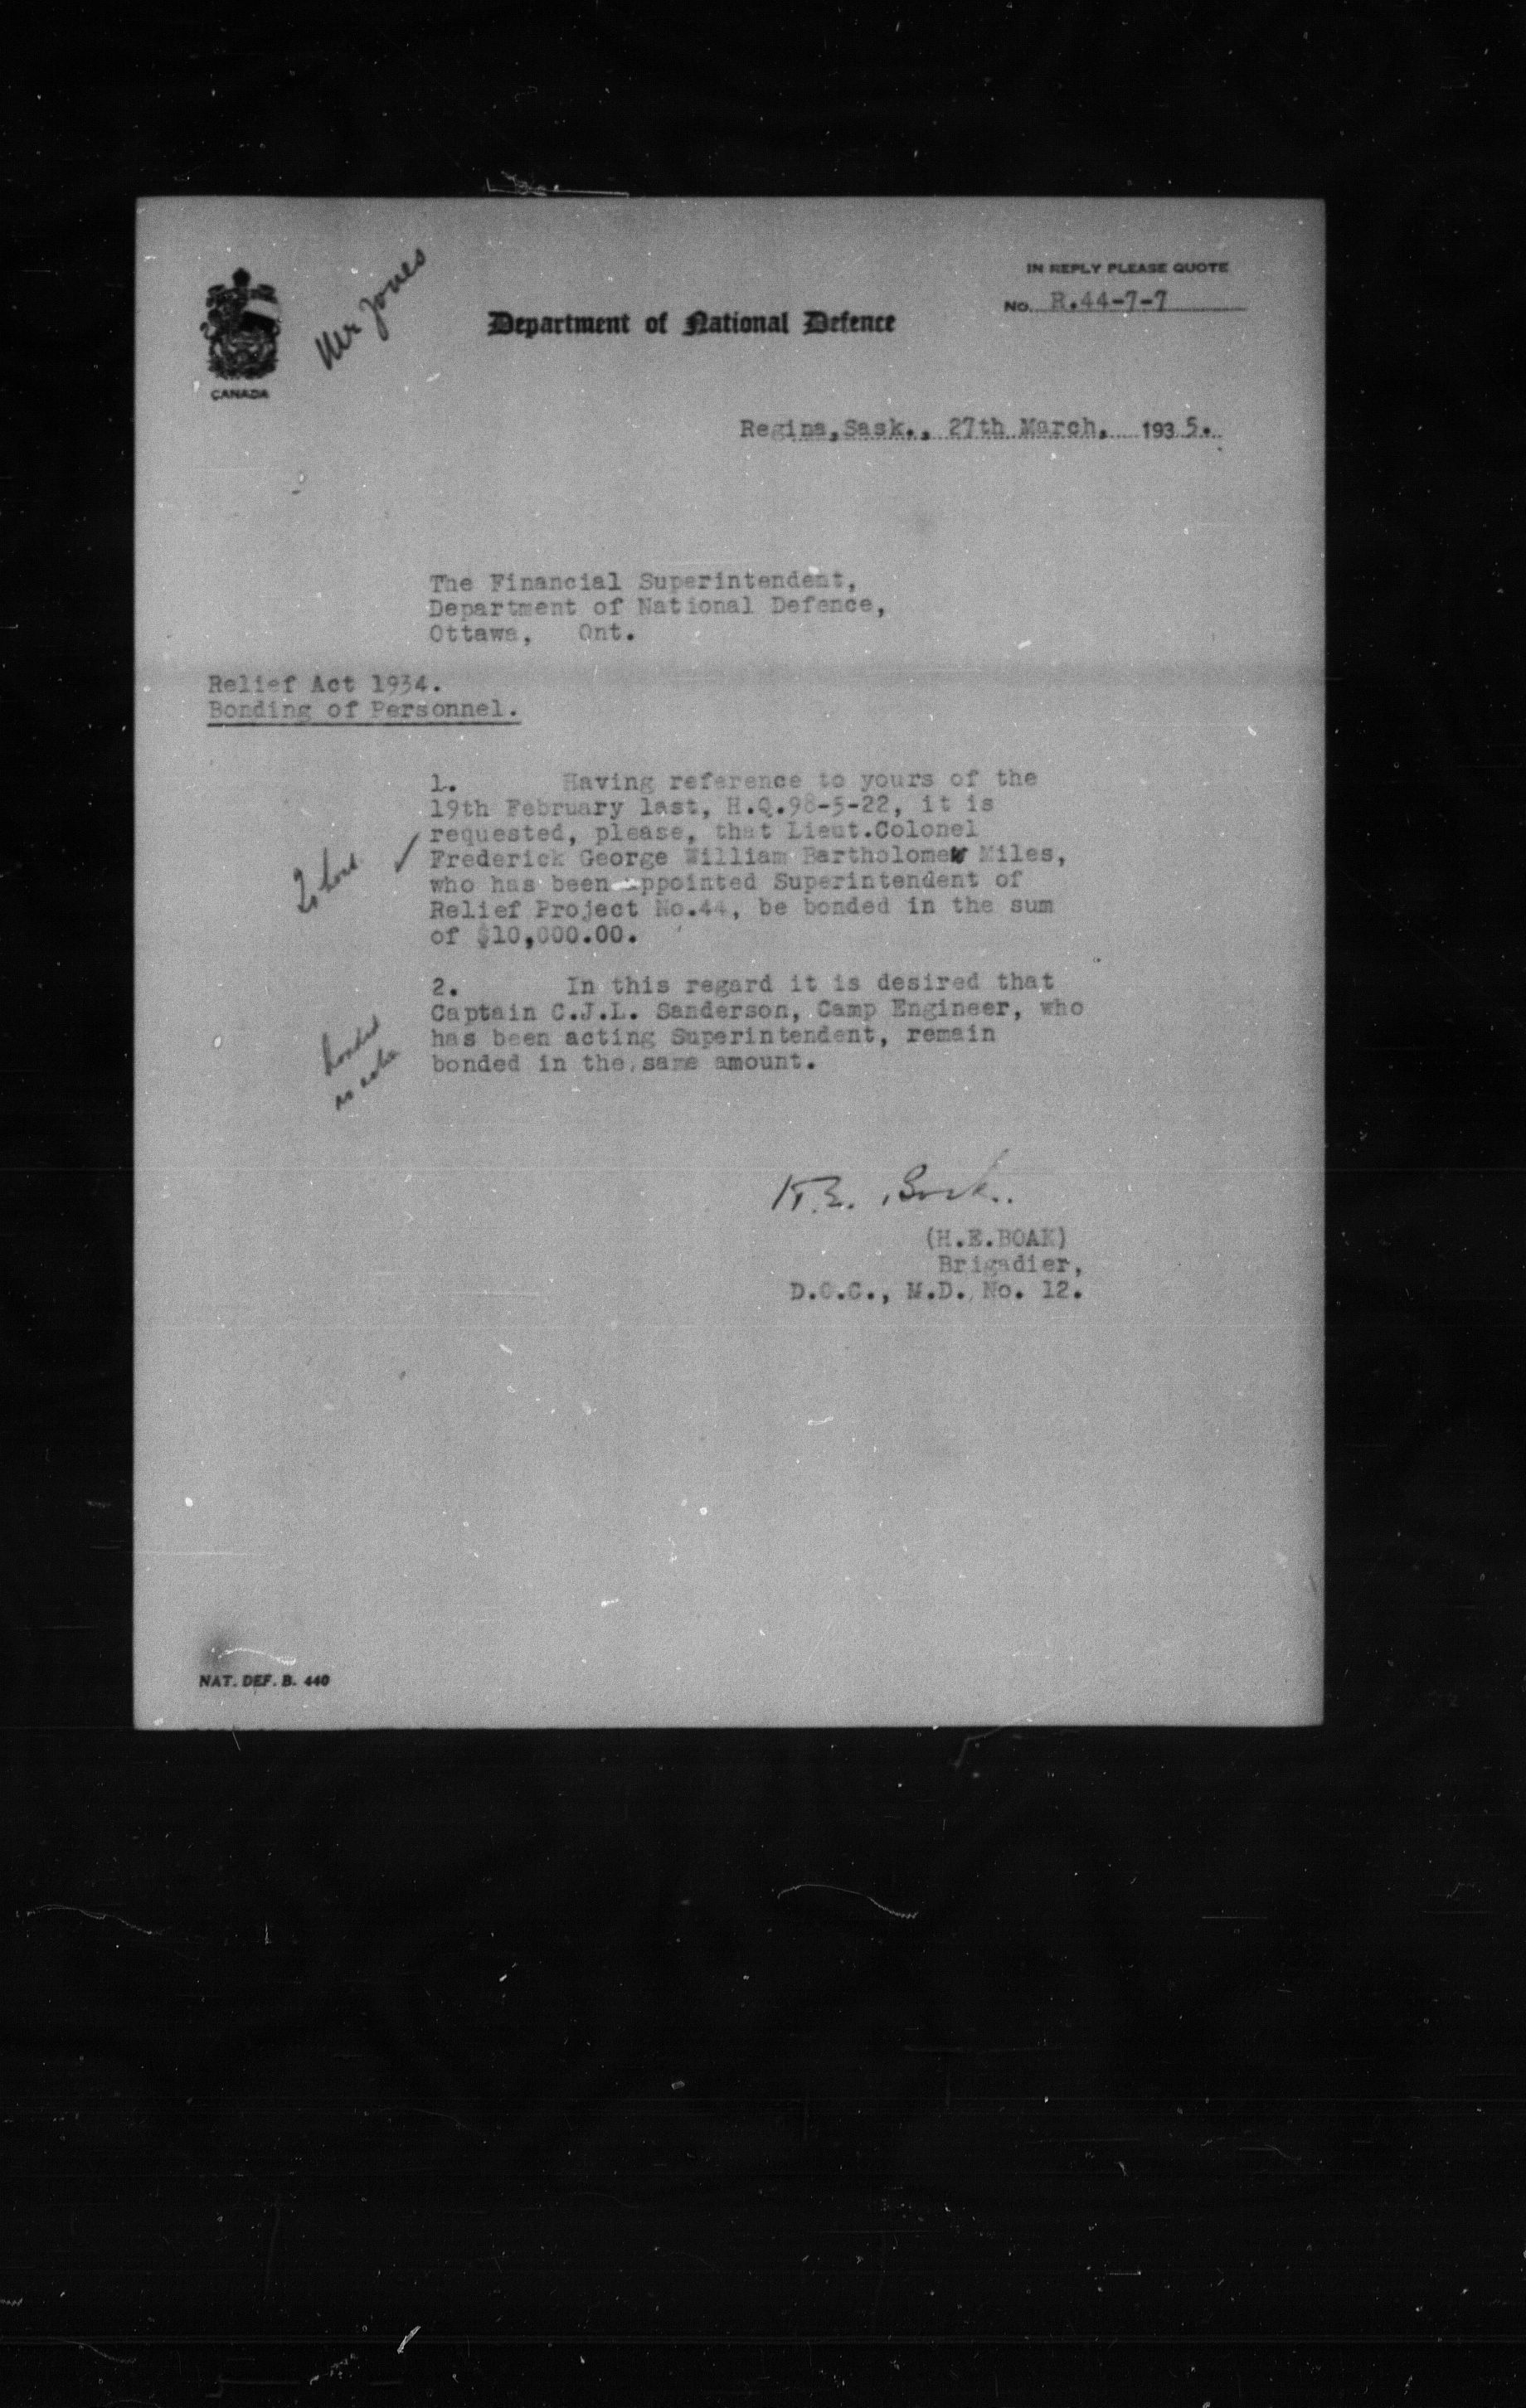 Mr Jones
IN REPLY PLEASE QUOTE
No. R.44-7-7
Department of National Defence
CANADA
Regina, Sask., 27th March, 1935.
The Financial Superintendent,
Department of National Defence,
Ottawa, Ont.
Relief Act 1934.
Bonding of Personnel.
1. Having reference to yours of the
19th February last, H.Q.98-5-22, it is
requested, please, that Lieut.Colonel
Frederick George William Bartholomew Miles,
who has been appointed Superintendent of
Relief Project No.44, be bonded in the sum
of $10,000.00.
2. In this regard it is desired that
Captain C.J.L. Sanderson, Camp Engineer, who
has been acting Superintendent, remain
bonded in the same amount.
bonded
H.E. Boak.
(H.E.BOAK)
Brigadier,
D.O.C., M.D. No. 12.
NAT. DEF. B. 440